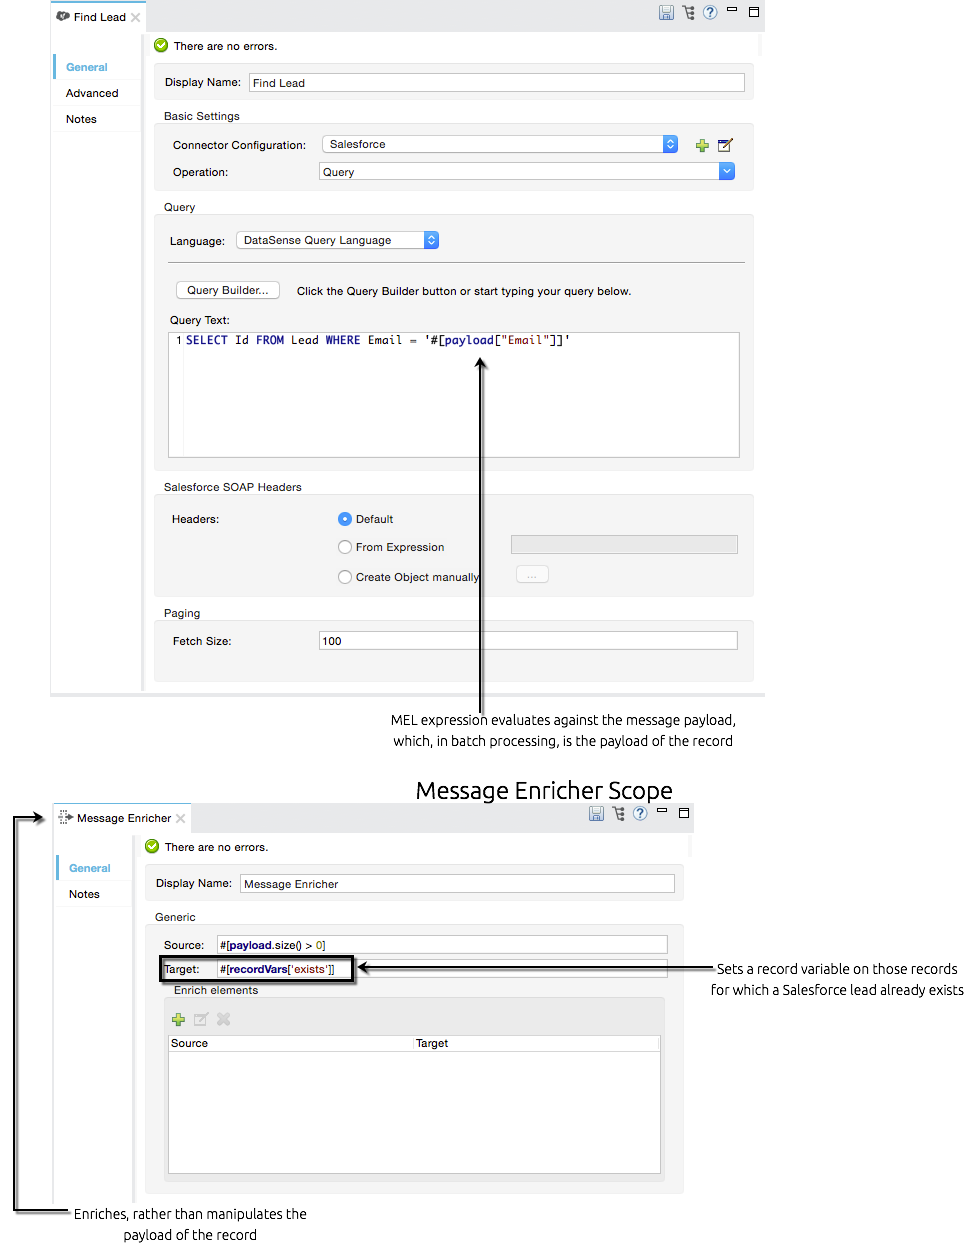 Find Lead
There are no errors.
General
Advanced
Notes
Display Name: Find Lead
Basic Settings
Connector Configuration: Salesforce
Operation: Query
Query
Language: DataSense Query Language
Query Builder... Click the Query Builder button or start typing your query below.
Query Text:
1 SELECT Id FROM Lead WHERE Email = '#[payload["Email"]]'
Salesforce SOAP Headers
Headers: Default
From Expression
Create Object manually ...
Paging
Fetch Size: 100
MEL expression evaluates against the message payload,
which, in batch processing, is the payload of the record
Message Enricher Scope
Message Enricher
There are no errors.
General
Notes
Display Name: Message Enricher
Generic
Source: #[payload.size() > 0]
Target: #[recordVars['exists']]
Sets a record variable on those records
for which a Salesforce lead already exists
Enrich elements
Source Target
Enriches, rather than manipulates the
payload of the record